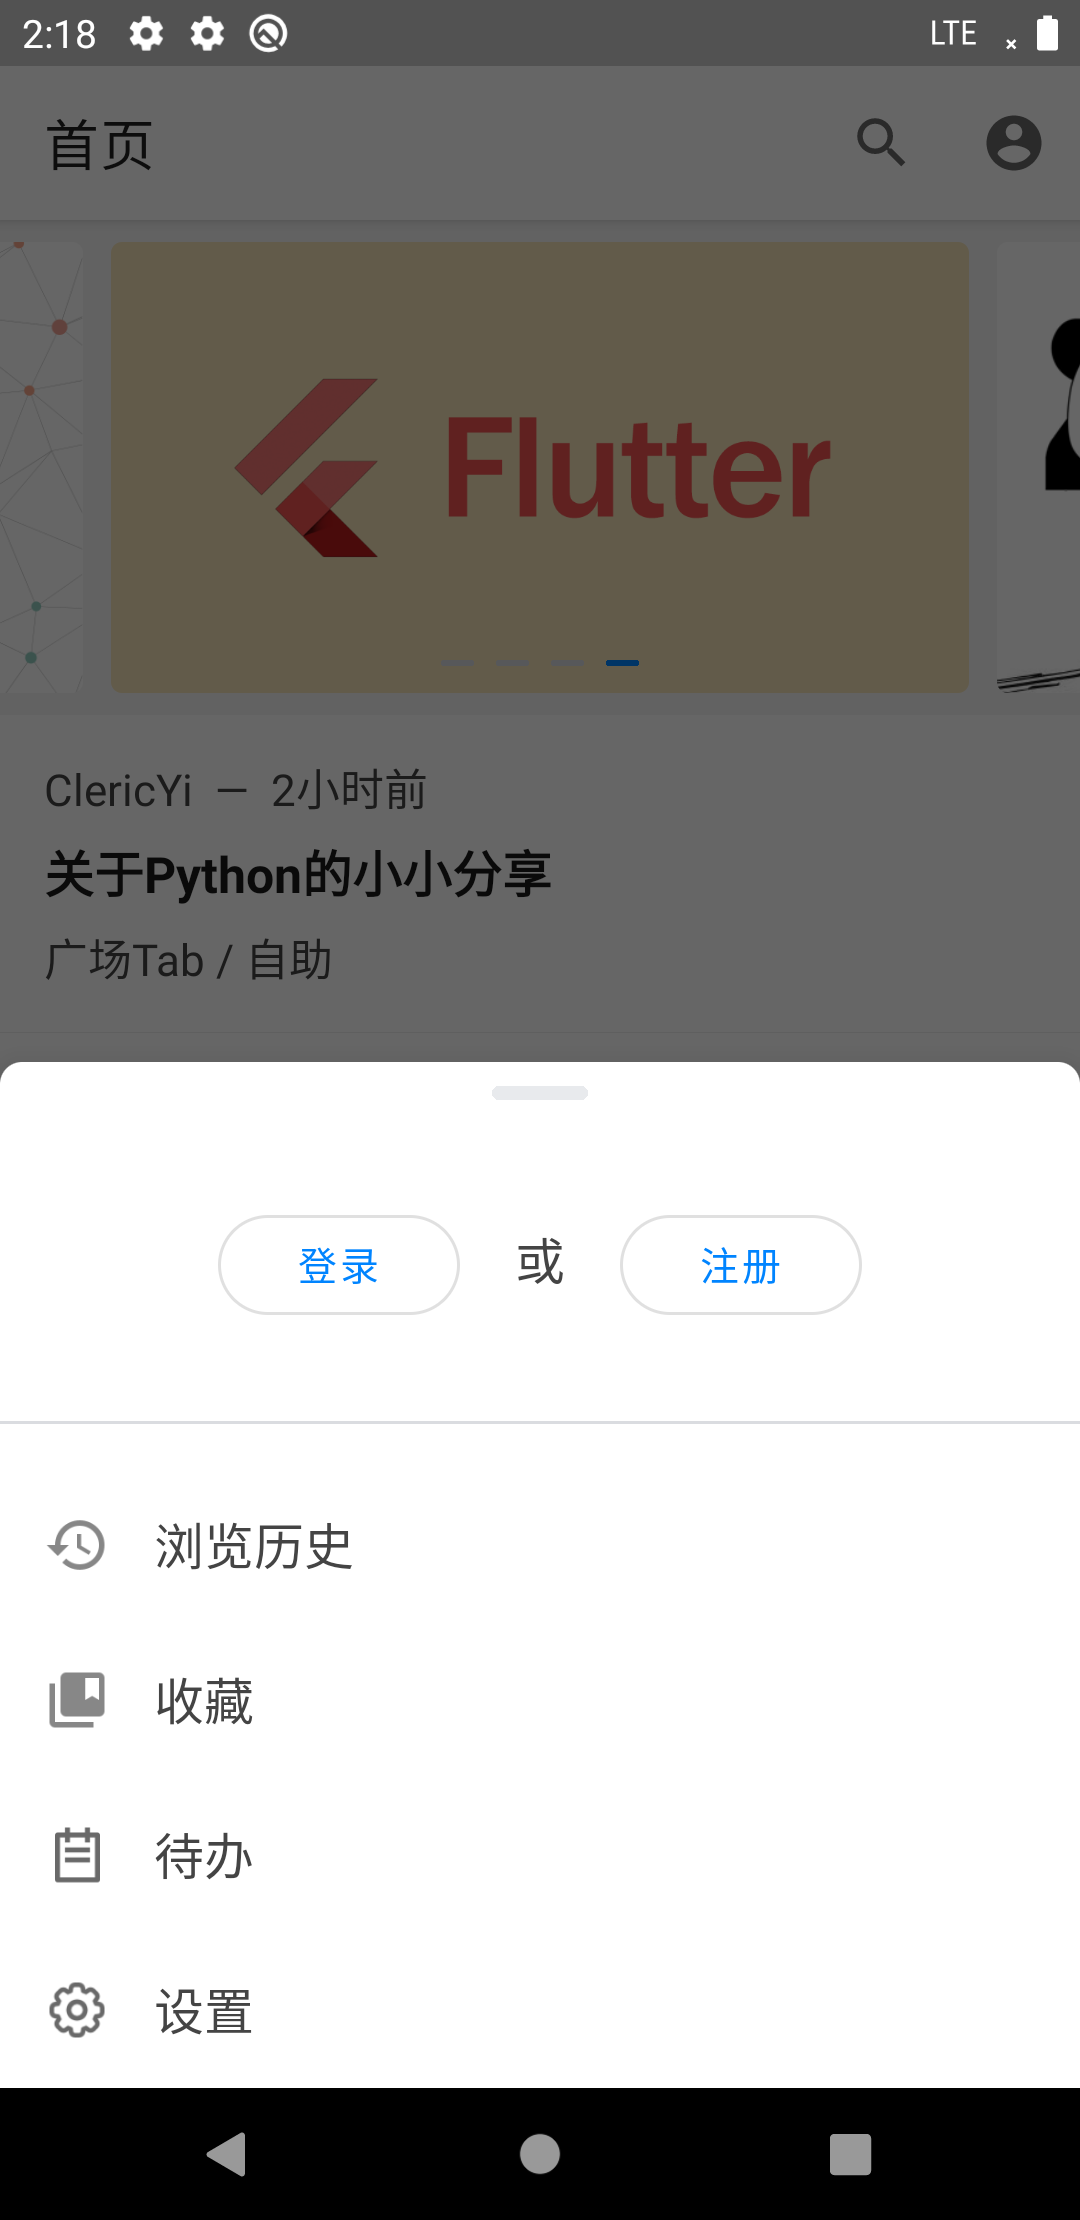 2:18 LTE
首页
Flutter
ClericYi — 2小时前
关于Python的小小分享
广场Tab / 自助
登录 或 注册
浏览历史
收藏
待办
设置